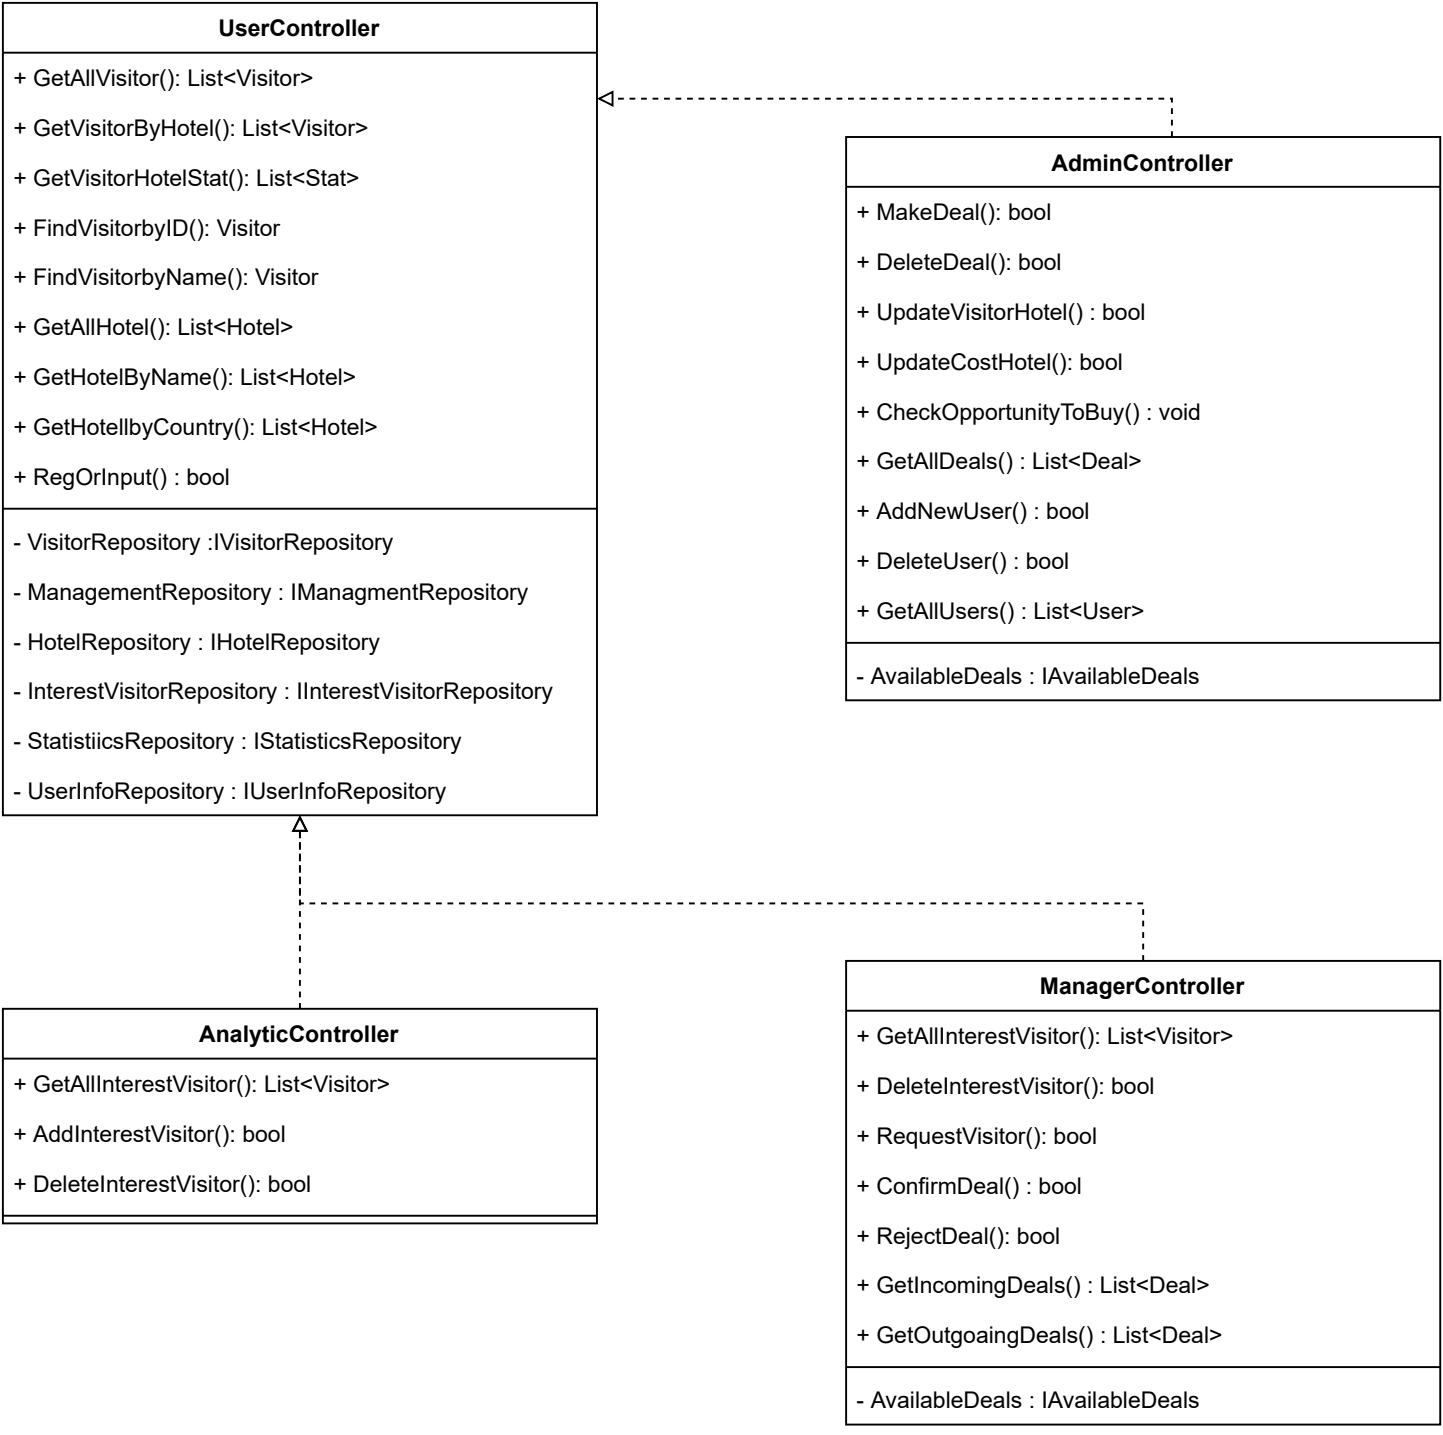 UserController
+ GetAllVisitor(): List<Visitor>
+ GetVisitorByHotel(): List<Visitor>
+ GetVisitorHotelStat(): List<Stat>
+ FindVisitorbyID(): Visitor
+ FindVisitorbyName(): Visitor
+ GetAllHotel(): List<Hotel>
+ GetHotelByName(): List<Hotel>
+ GetHotellbyCountry(): List<Hotel>
+ RegOrInput() : bool
- VisitorRepository :IVisitorRepository
- ManagementRepository : IManagmentRepository
- HotelRepository : IHotelRepository
- InterestVisitorRepository : IInterestVisitorRepository
- StatistiicsRepository : IStatisticsRepository
- UserInfoRepository : IUserInfoRepository
AdminController
+ MakeDeal(): bool
+ DeleteDeal(): bool
+ UpdateVisitorHotel() : bool
+ UpdateCostHotel(): bool
+ CheckOpportunityToBuy() : void
+ GetAllDeals() : List<Deal>
+ AddNewUser() : bool
+ DeleteUser() : bool
+ GetAllUsers() : List<User>
- AvailableDeals : IAvailableDeals
AnalyticController
+ GetAllInterestVisitor(): List<Visitor>
+ AddInterestVisitor(): bool
+ DeleteInterestVisitor(): bool
ManagerController
+ GetAllInterestVisitor(): List<Visitor>
+ DeleteInterestVisitor(): bool
+ RequestVisitor(): bool
+ ConfirmDeal() : bool
+ RejectDeal(): bool
+ GetIncomingDeals() : List<Deal>
+ GetOutgoaingDeals() : List<Deal>
- AvailableDeals : IAvailableDeals